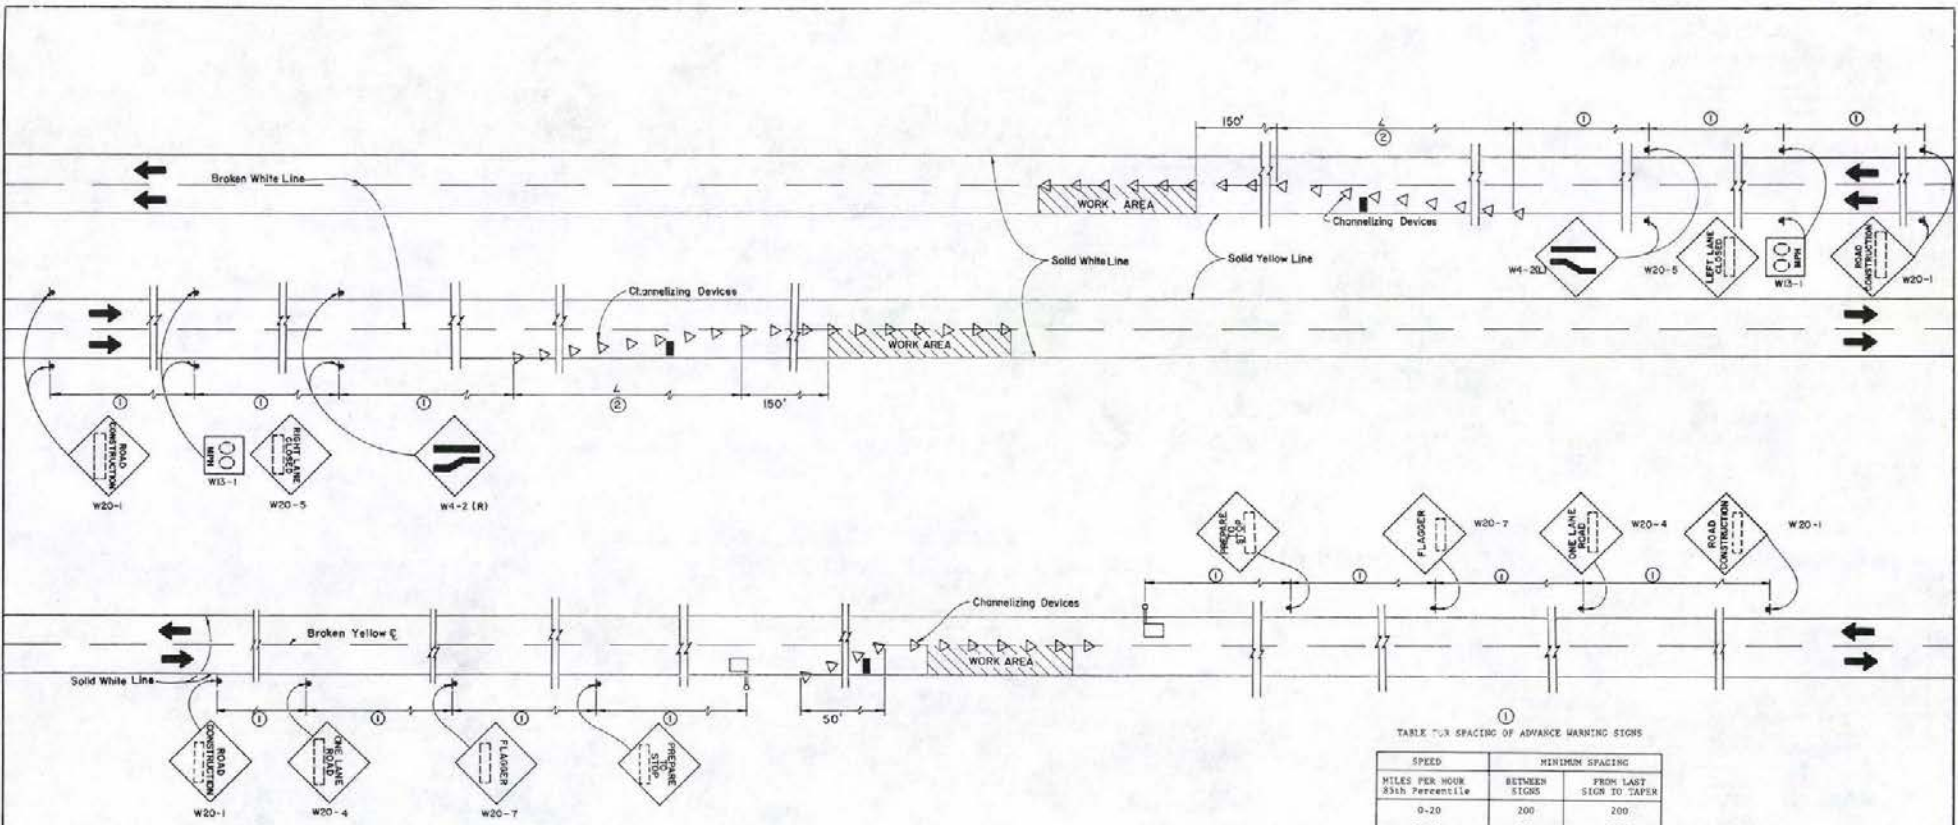 150'
L
②
①
①
①
Broken White Line
WORK AREA
Channelizing Devices
Solid White Line
Solid Yellow Line
W4-2(L)
W20-5
LEFT LANE
CLOSED
MPH
W13-1
ROAD
CONSTRUCTION
W20-1
Channelizing Devices
WORK AREA
①
①
①
L
②
150'
ROAD
CONSTRUCTION
W20-1
MPH
W13-1
RIGHT LANE
CLOSED
W20-5
W4-2 (R)
PREPARE
TO
STOP
FLAGGER
W20-7
ONE LANE
ROAD
W20-4
ROAD
CONSTRUCTION
W20-1
①
①
①
①
Channelizing Devices
Broken Yellow ℄
WORK AREA
Solid White Line
①
①
①
①
50'
ROAD
CONSTRUCTION
W20-1
ONE LANE
ROAD
W20-4
FLAGGER
W20-7
PREPARE
TO
STOP
①
TABLE FOR SPACING OF ADVANCE WARNING SIGNS
SPEED MINIMUM SPACING
MILES PER HOUR
85th Percentile
BETWEEN
SIGNS
FROM LAST
SIGN TO TAPER
0-20 200 200